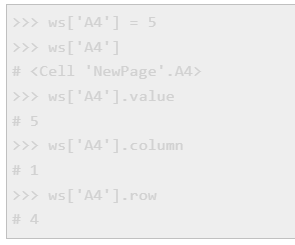 >>> ws['A4'] = 5
>>> ws['A4']
# <Cell 'NewPage'.A4>
>>> ws['A4'].value
# 5
>>> ws['A4'].column
# 1
>>> ws['A4'].row
# 4